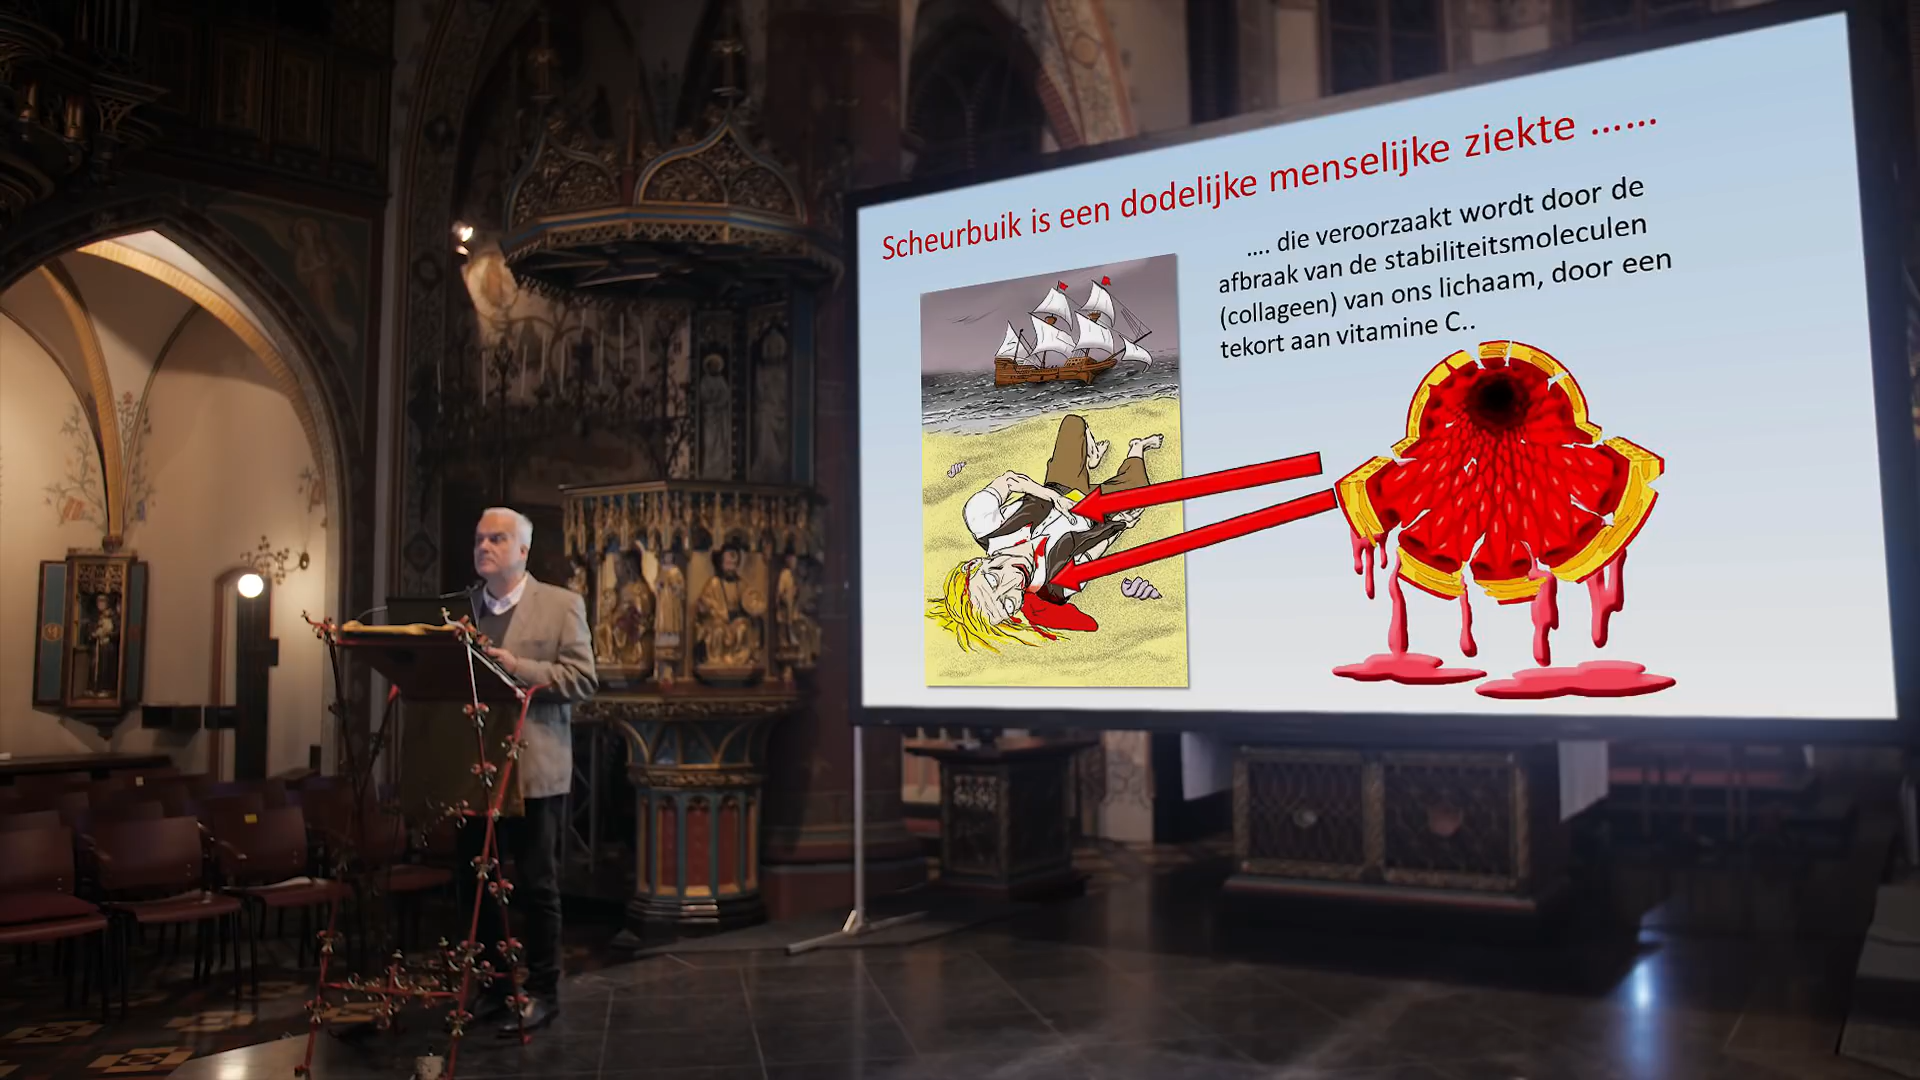 Scheurbuik is een dodelijke menselijke ziekte ......
.... die veroorzaakt wordt door de
afbraak van de stabiliteitsmoleculen
(collageen) van ons lichaam, door een
tekort aan vitamine C..